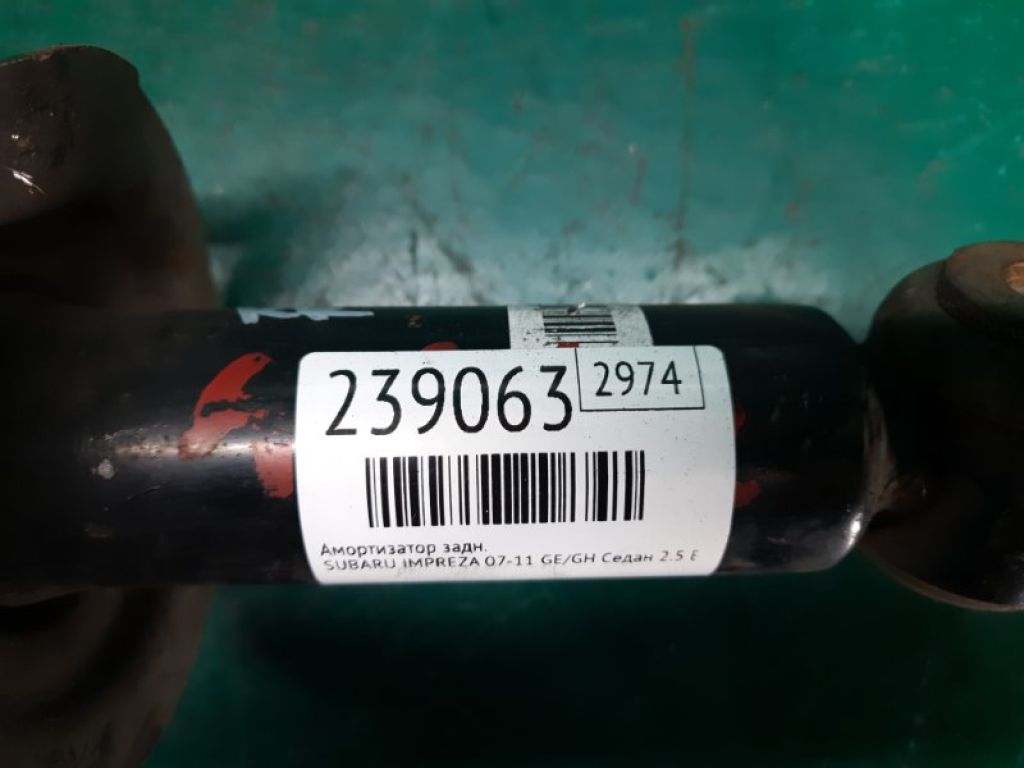 239063 2974
Амортизатор задн.
SUBARU IMPREZA 07-11 GE/GH Седан 2.5 E